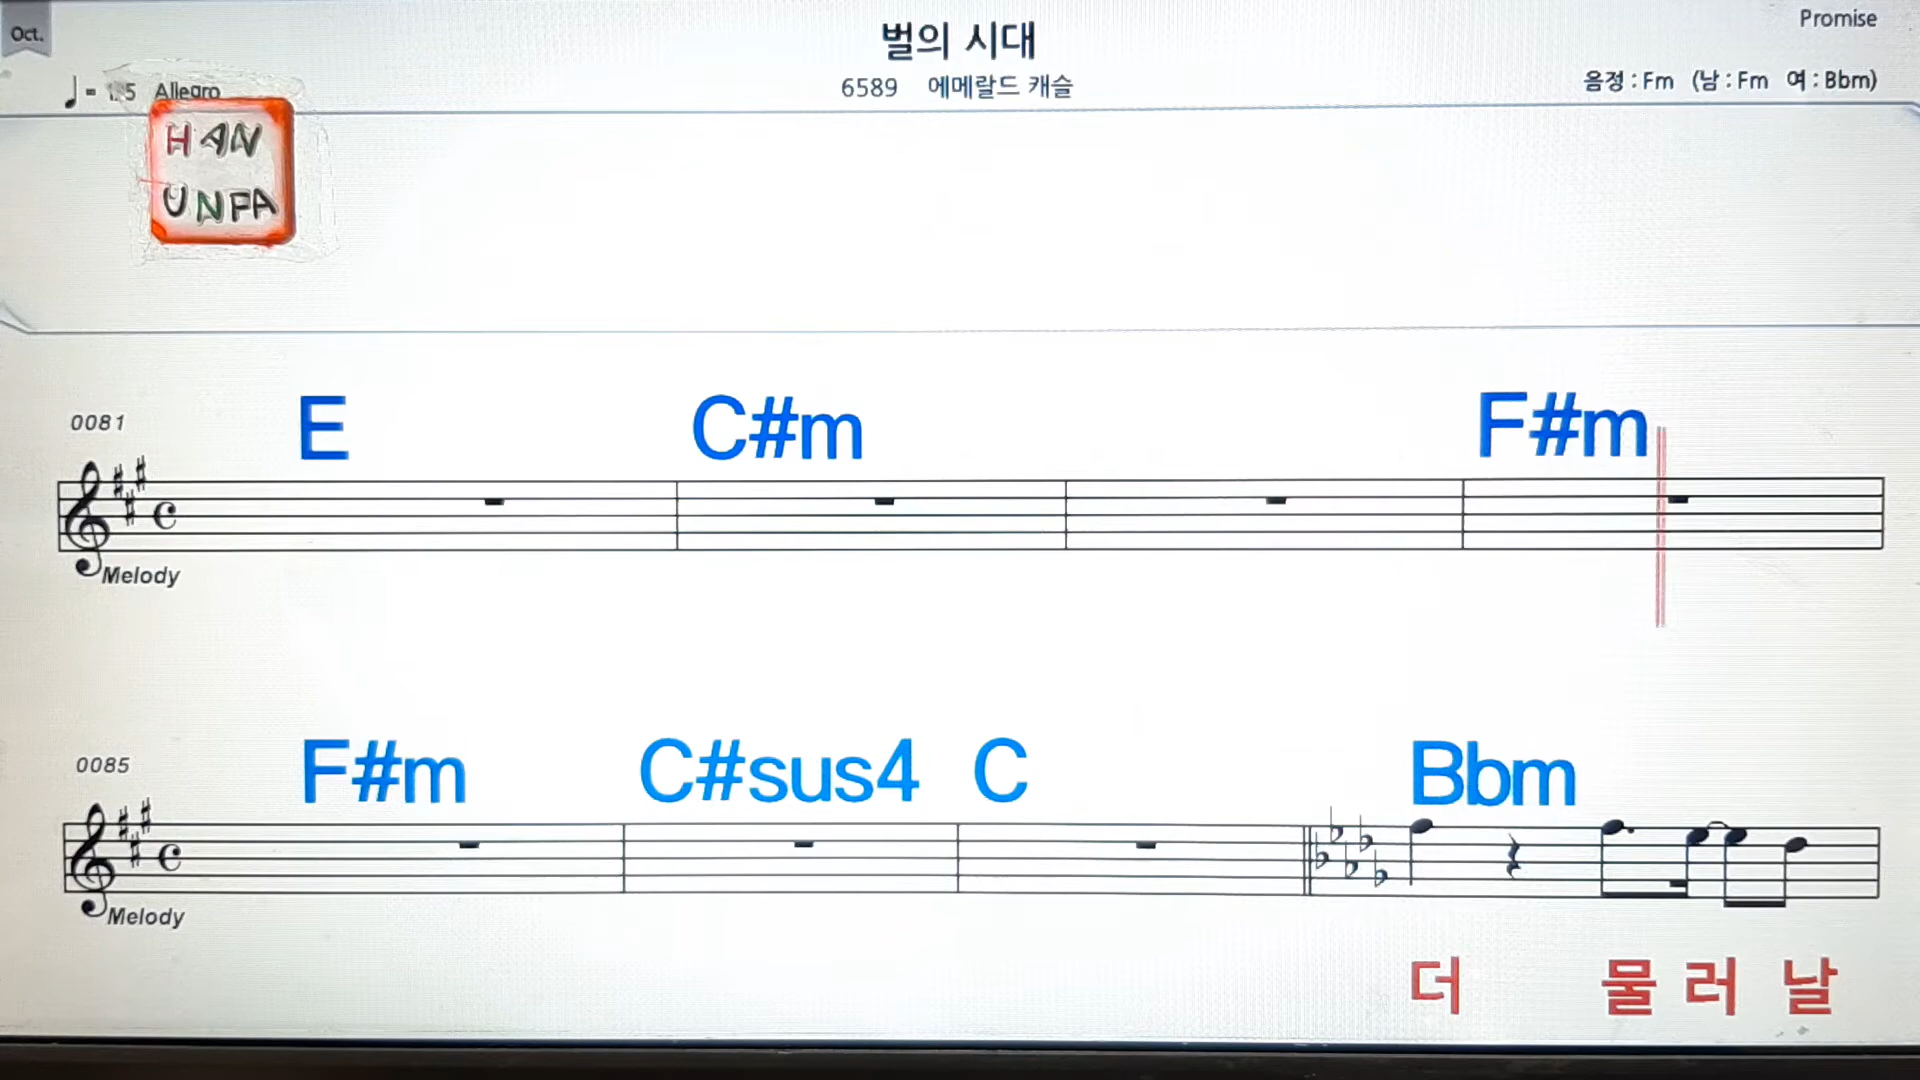 Oct.
벌의 시대
Promise
Allegro
6589 에메랄드 캐슬
음정 : Fm (남 : Fm 여 : Bbm)
HAN
UNPA
E C#m F#m
0081
Melody
F#m C#sus4 C Bbm
0085
Melody
더 물 러 날